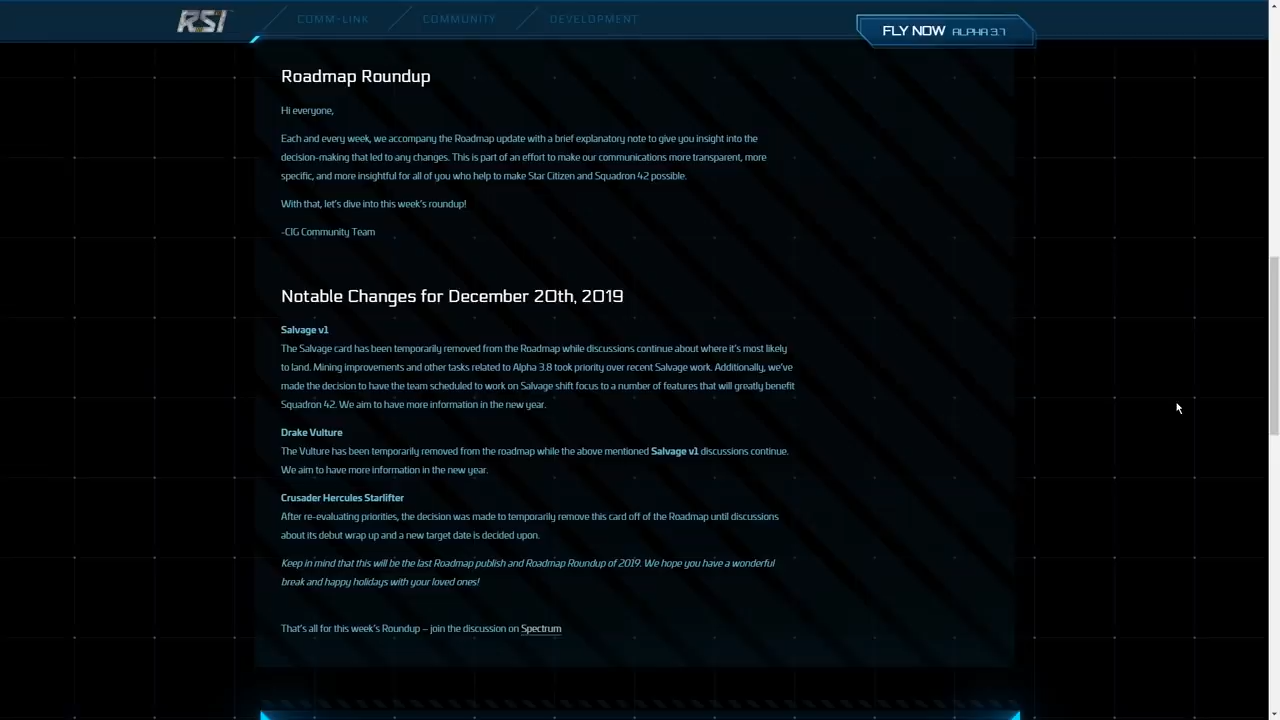 RSI
COMM-LINK
COMMUNITY
DEVELOPMENT
FLY NOW ALPHA 3.7
Roadmap Roundup
Hi everyone,
Each and every week, we accompany the Roadmap update with a brief explanatory note to give you insight into the
decision-making that led to any changes. This is part of an effort to make our communications more transparent, more
specific, and more insightful for all of you who help to make Star Citizen and Squadron 42 possible.
With that, let's dive into this week's roundup!
-CIG Community Team
Notable Changes for December 20th, 2019
Salvage v1
The Salvage card has been temporarily removed from the Roadmap while discussions continue about where it's most likely
to land. Mining improvements and other tasks related to Alpha 3.8 took priority over recent Salvage work. Additionally, we've
made the decision to have the team scheduled to work on Salvage shift focus to a number of features that will greatly benefit
Squadron 42. We aim to have more information in the new year.
Drake Vulture
The Vulture has been temporarily removed from the roadmap while the above mentioned Salvage v1 discussions continue.
We aim to have more information in the new year.
Crusader Hercules Starlifter
After re-evaluating priorities, the decision was made to temporarily remove this card off of the Roadmap until discussions
about its debut wrap up and a new target date is decided upon.
Keep in mind that this will be the last Roadmap publish and Roadmap Roundup of 2019. We hope you have a wonderful
break and happy holidays with your loved ones!
That's all for this week's Roundup – join the discussion on Spectrum